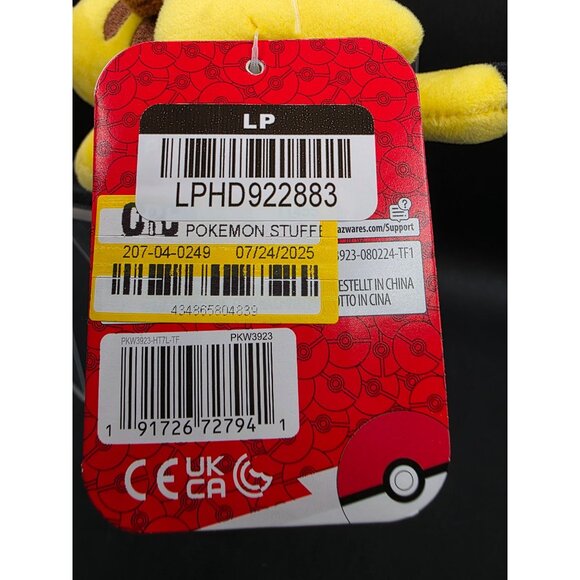 LP
LPHD922883
POKEMON STUFFE
207-04-0249 07/24/2025
434865804839
azwares.com/Support
3923-080224-TF1
ESTELLT IN CHINA
OTTO IN CINA
PKW3923-HT7L-TF PKW3923
1 91726 72794 1
CE UK CA